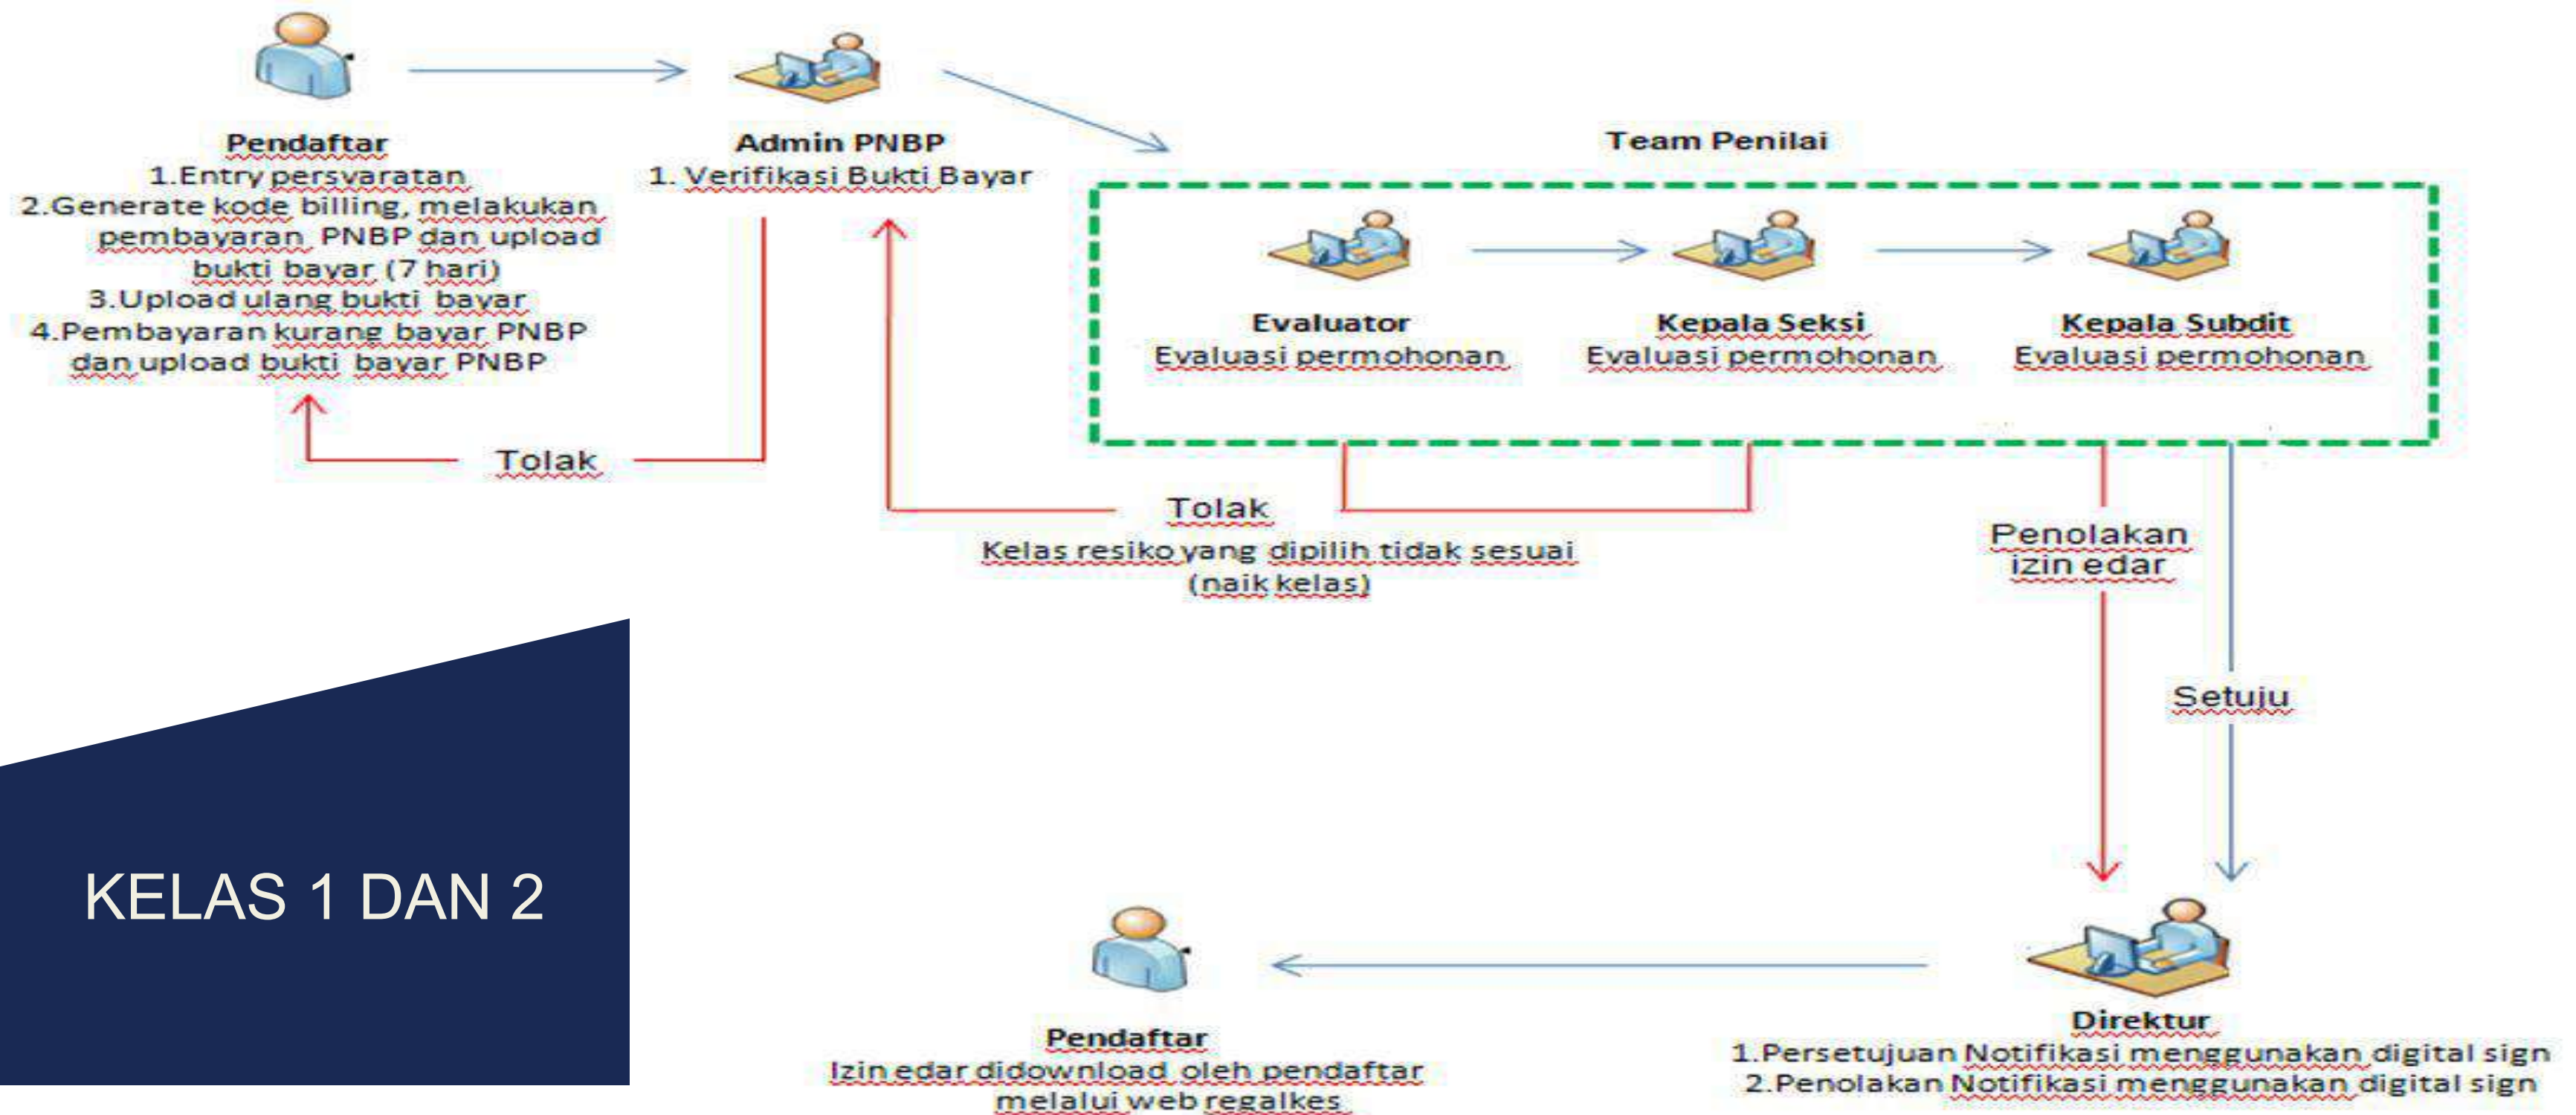 Pendaftar
1.Entry persyaratan
2.Generate kode billing, melakukan
pembayaran PNBP dan upload
bukti bayar (7 hari)
3.Upload ulang bukti bayar
4.Pembayaran kurang bayar PNBP
dan upload bukti bayar PNBP
Admin PNBP
1. Verifikasi Bukti Bayar
Team Penilai
Evaluator
Evaluasi permohonan
Kepala Seksi
Evaluasi permohonan
Kepala Subdit
Evaluasi permohonan
Tolak
Tolak
Kelas resiko yang dipilih tidak sesuai
(naik kelas)
Penolakan
izin edar
Setuju
KELAS 1 DAN 2
Pendaftar
Izin edar didownload oleh pendaftar
melalui web regalkes
Direktur
1.Persetujuan Notifikasi menggunakan digital sign
2.Penolakan Notifikasi menggunakan digital sign